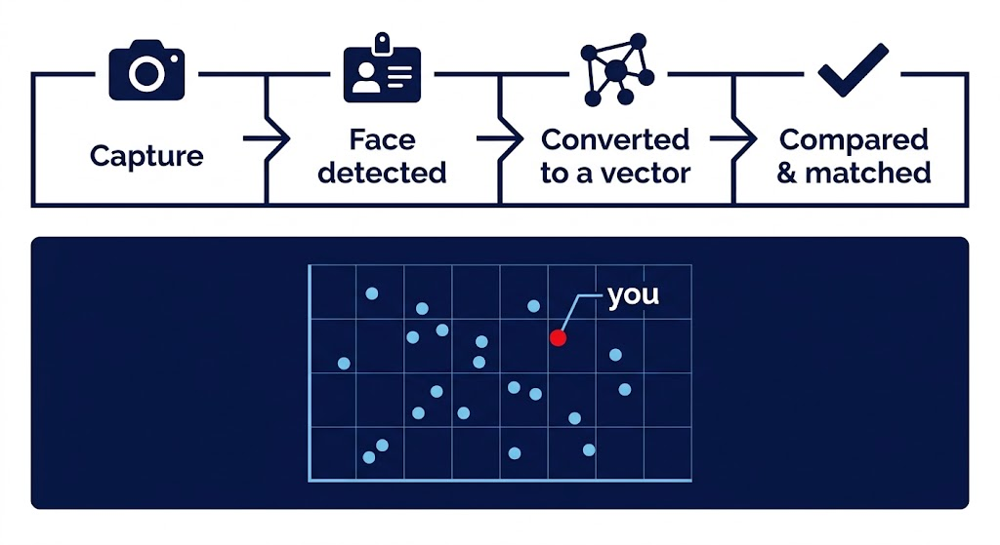 Capture
Face
detected
Converted
to a vector
Compared
& matched
you